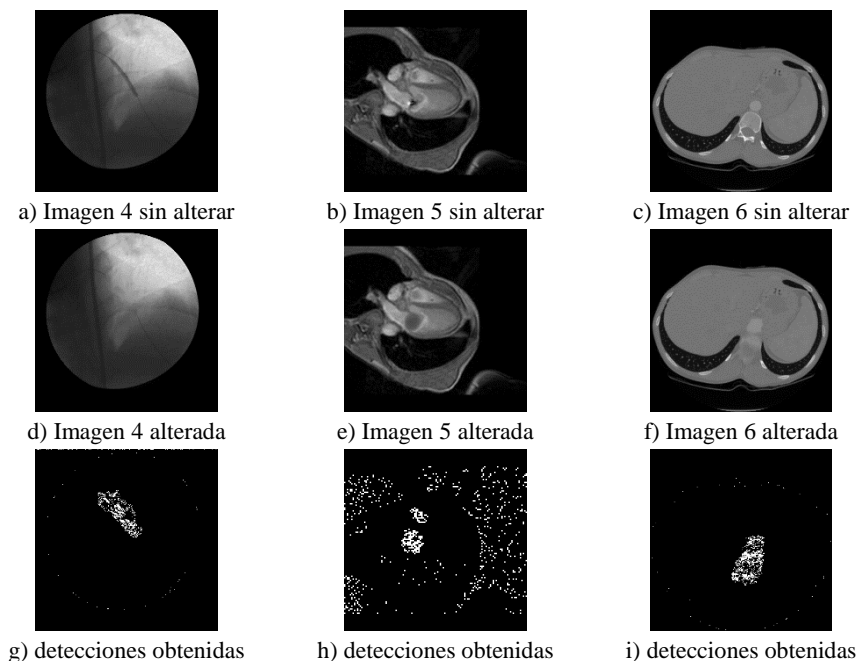 a) Imagen 4 sin alterar
b) Imagen 5 sin alterar
c) Imagen 6 sin alterar
d) Imagen 4 alterada
e) Imagen 5 alterada
f) Imagen 6 alterada
g) detecciones obtenidas
h) detecciones obtenidas
i) detecciones obtenidas